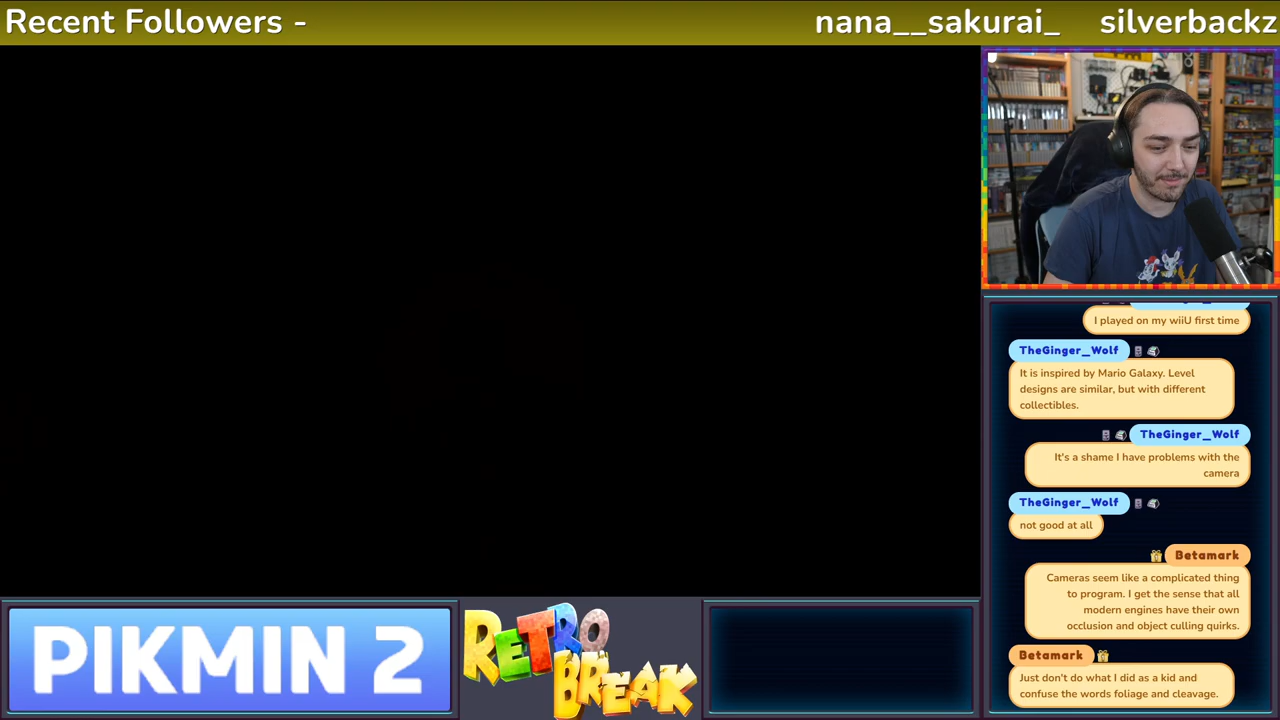 Recent Followers - nana__sakurai_ silverbackz
I played on my wiiU first time
TheGinger_Wolf
It is inspired by Mario Galaxy. Level
designs are similar, but with different
collectibles.
TheGinger_Wolf
It's a shame I have problems with the
camera
TheGinger_Wolf
not good at all
Betamark
Cameras seem like a complicated thing
to program. I get the sense that all
modern engines have their own
occlusion and object culling quirks.
Betamark
Just don't do what I did as a kid and
confuse the words foliage and cleavage.
PIKMIN 2
RETRO
BREAK